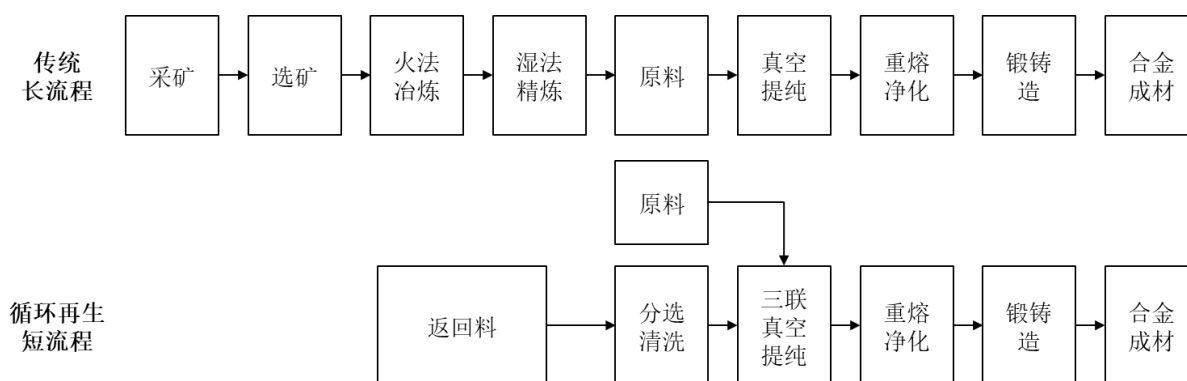 传统
长流程
采矿
选矿
火法
冶炼
湿法
精炼
原料
真空
提纯
重熔
净化
锻铸
造
合金
成材
原料
循环再生
短流程
返回料
分选
清洗
三联
真空
提纯
重熔
净化
锻铸
造
合金
成材